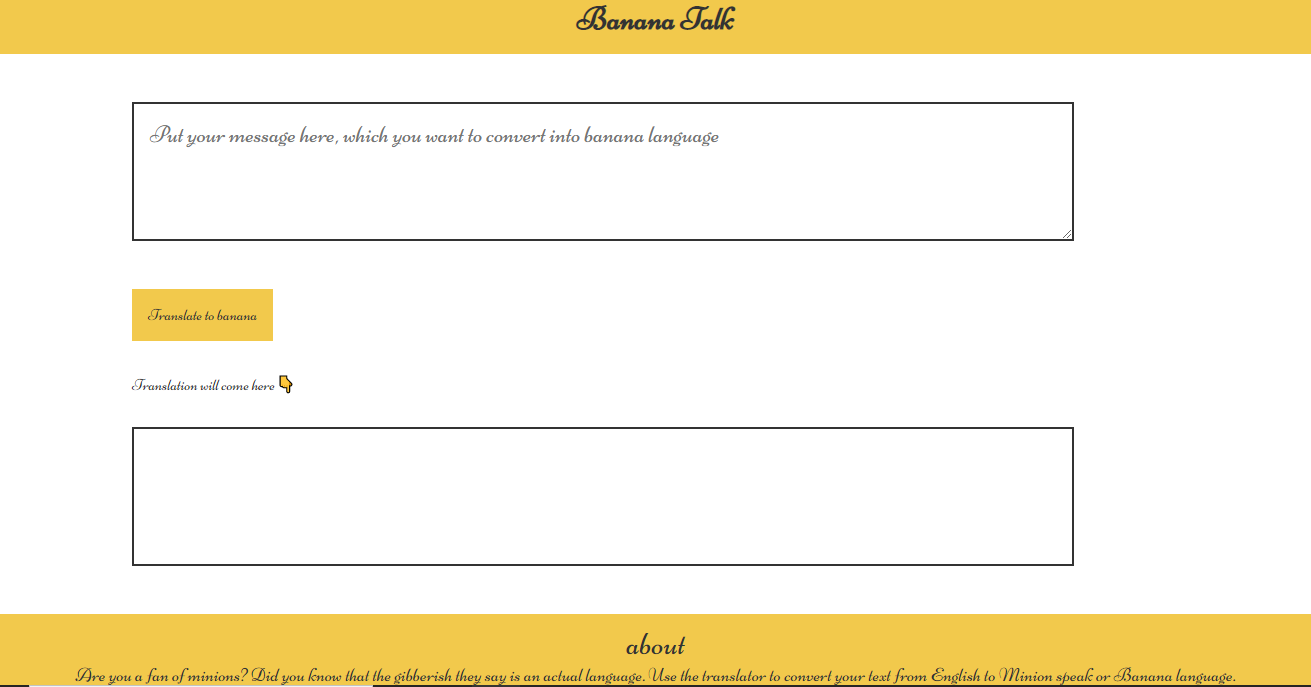 Banana Talk
Put your message here, which you want to convert into banana language
Translate to banana
Translation will come here 👇
about
Are you a fan of minions? Did you know that the gibberish they say is an actual language. Use the translator to convert your text from English to Minion speak or Banana language.